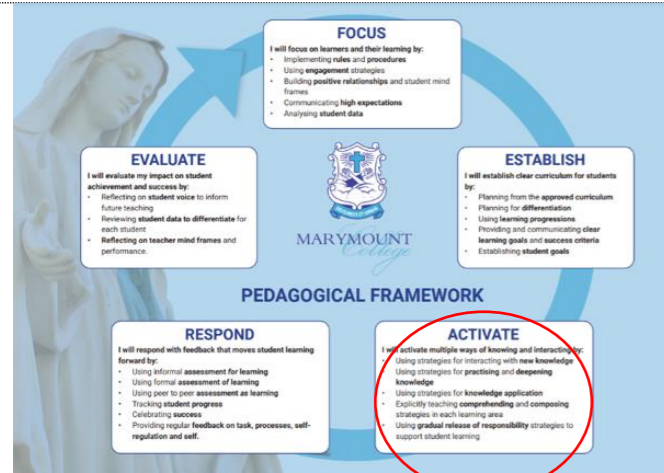 FOCUS
I will focus on learners and their learning by:
• Implementing rules and procedures
• Using engagement strategies
• Building positive relationships and student mind
frames
• Communicating high expectations
• Analysing student data
EVALUATE
I will evaluate my impact on student
achievement and success by:
• Reflecting on student voice to inform
future teaching
• Reviewing student data to differentiate for
each student
• Reflecting on teacher mind frames and
performance.
MARYMOUNT
College
ESTABLISH
I will establish clear curriculum for students
by:
• Planning from the approved curriculum
• Planning for differentiation
• Using learning progressions
• Providing and communicating clear
learning goals and success criteria
• Establishing student goals
PEDAGOGICAL FRAMEWORK
RESPOND
I will respond with feedback that moves student learning
forward by:
• Using informal assessment for learning
• Using formal assessment of learning
• Using peer to peer assessment as learning
• Tracking student progress
• Celebrating success
• Providing regular feedback on task, processes, self-
regulation and self.
ACTIVATE
I will activate multiple ways of knowing and interacting by:
Using strategies for interacting with new knowledge
Using strategies for practising and deepening
knowledge
• Using strategies for knowledge application
• Explicitly teaching comprehending and composing
strategies in each learning area
• Using gradual release of responsibility strategies to
support student learning